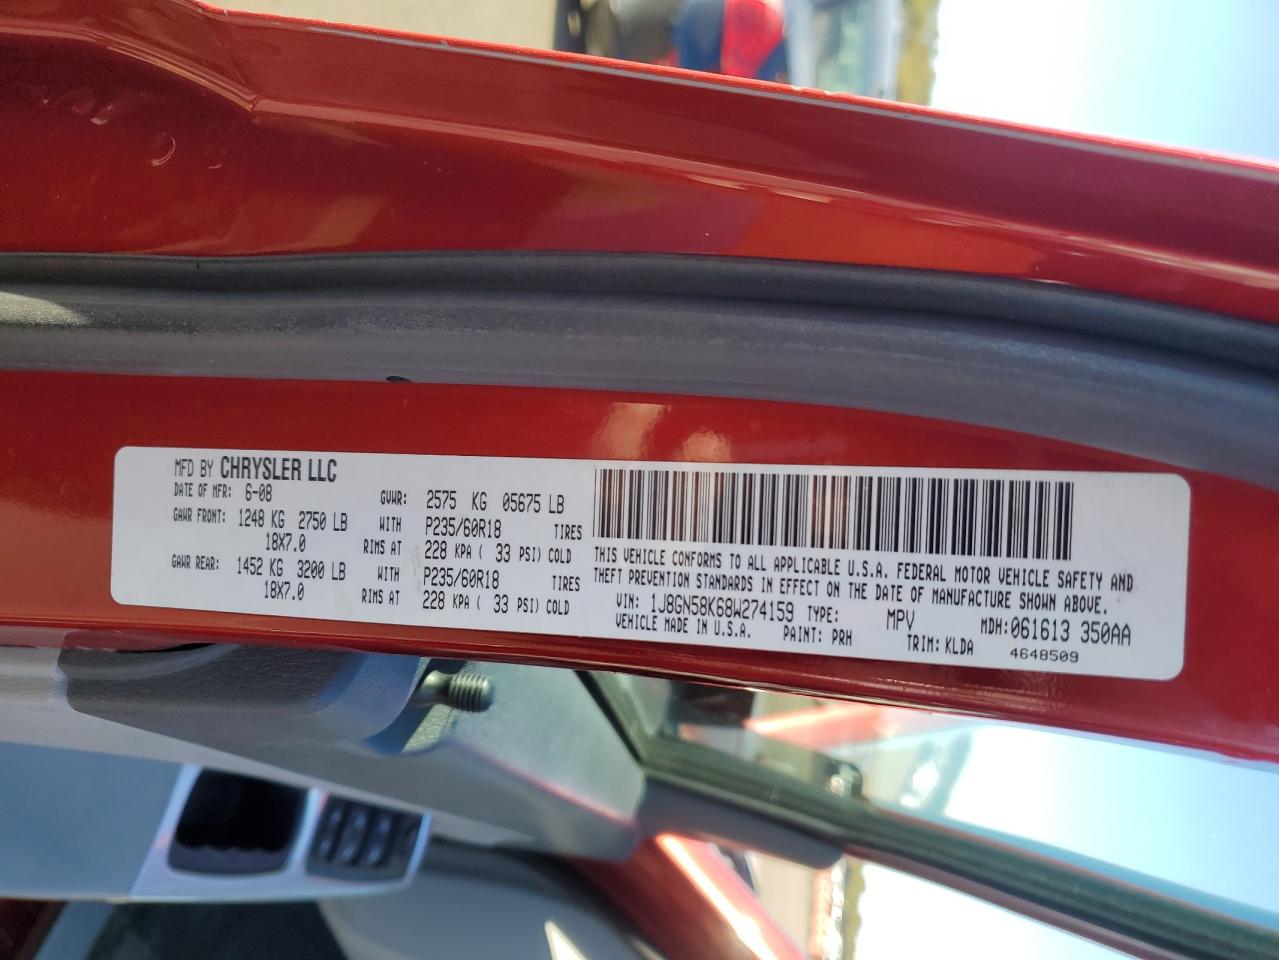 MFD BY CHRYSLER LLC
DATE OF MFR: 6-08 GVWR: 2575 KG 05675 LB
GAWR FRONT: 1248 KG 2750 LB WITH P235/60R18 TIRES
18X7.0 RIMS AT 228 KPA ( 33 PSI) COLD
GAWR REAR: 1452 KG 3200 LB WITH P235/60R18 TIRES
18X7.0 RIMS AT 228 KPA ( 33 PSI) COLD
THIS VEHICLE CONFORMS TO ALL APPLICABLE U.S.A. FEDERAL MOTOR VEHICLE SAFETY AND
THEFT PREVENTION STANDARDS IN EFFECT ON THE DATE OF MANUFACTURE SHOWN ABOVE.
VIN: 1J8GN58K68W274159 TYPE: MPV MDH: 061613 350AA
VEHICLE MADE IN U.S.A. PAINT: PRH TRIM: KLDA 4648509